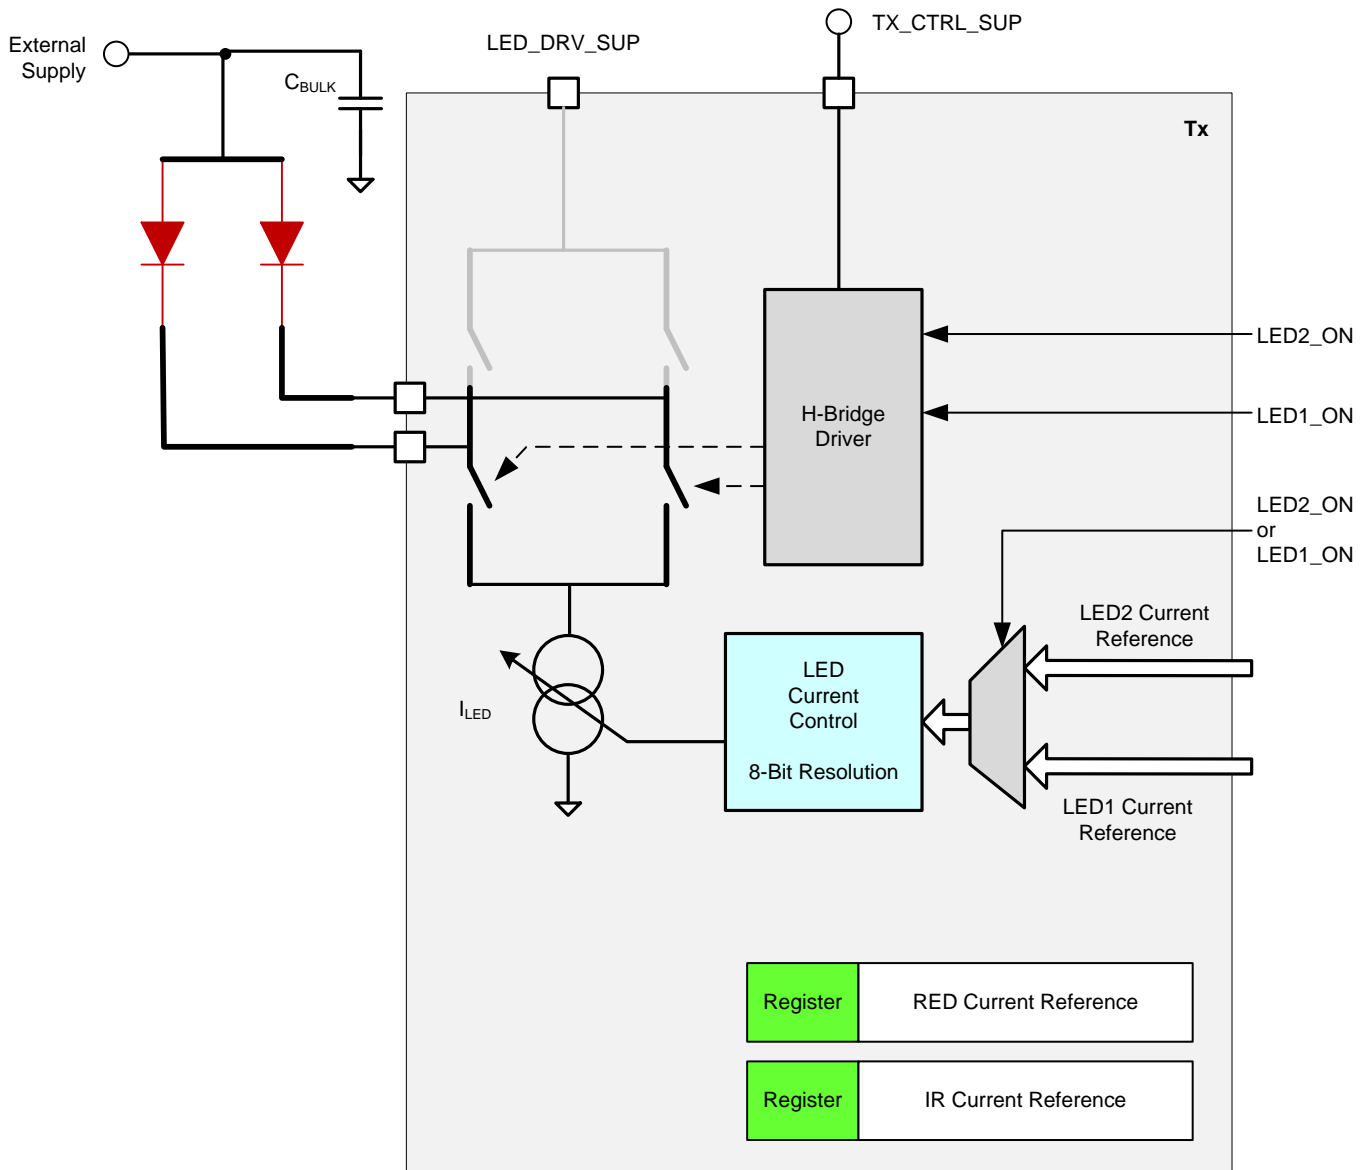 TX_CTRL_SUP
External
Supply
LED_DRV_SUP
CBULK
Tx
LED2_ON
H-Bridge
Driver
LED1_ON
LED2_ON
or
LED1_ON
LED2 Current
Reference
LED
Current
Control
8-Bit Resolution
ILED
LED1 Current
Reference
Register
RED Current Reference
Register
IR Current Reference